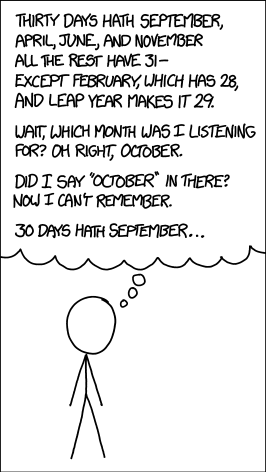 THIRTY DAYS HATH SEPTEMBER,
APRIL, JUNE, AND NOVEMBER
ALL THE REST HAVE 31—
EXCEPT FEBRUARY, WHICH HAS 28,
AND LEAP YEAR MAKES IT 29.
WAIT, WHICH MONTH WAS I LISTENING
FOR? OH RIGHT, OCTOBER.
DID I SAY "OCTOBER" IN THERE?
NOW I CAN'T REMEMBER.
30 DAYS HATH SEPTEMBER...